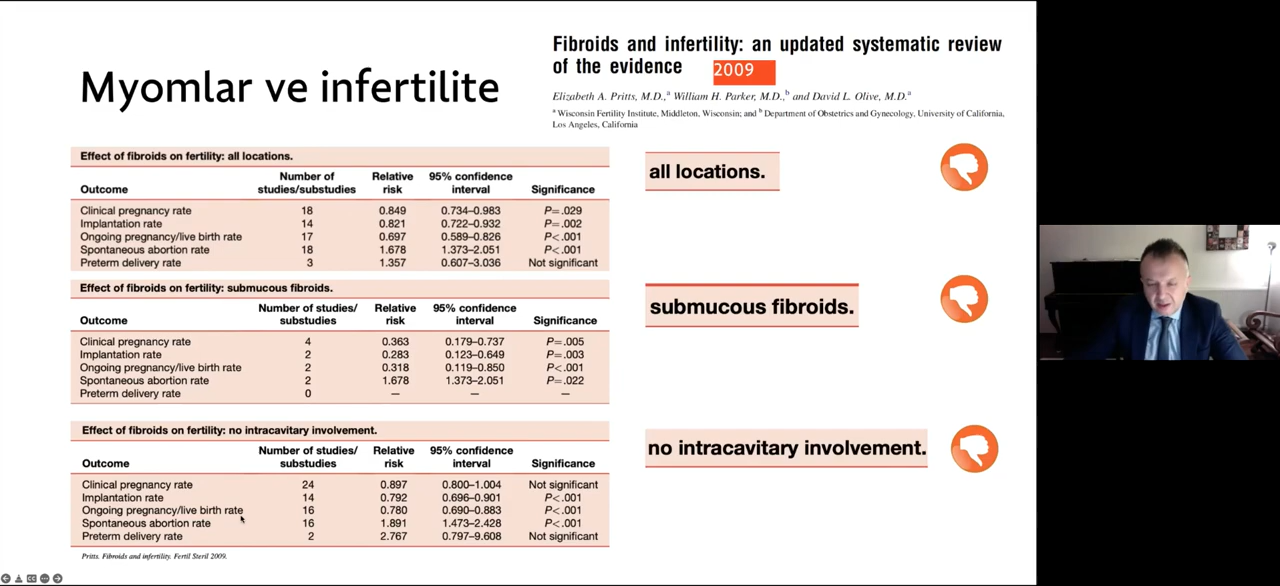 Myomlar ve infertilite
Fibroids and infertility: an updated systematic review
of the evidence 2009
Elizabeth A. Pritts, M.D.,a William H. Parker, M.D.,b and David L. Olive, M.D.a
a Wisconsin Fertility Institute, Middleton, Wisconsin; and b Department of Obstetrics and Gynecology, University of California,
Los Angeles, California
Effect of fibroids on fertility: all locations.
Number of Relative 95% confidence
Outcome studies/substudies risk interval Significance
Clinical pregnancy rate 18 0.849 0.734–0.983 P=.029
Implantation rate 14 0.821 0.722–0.932 P=.002
Ongoing pregnancy/live birth rate 17 0.697 0.589–0.826 P<.001
Spontaneous abortion rate 18 1.678 1.373–2.051 P<.001
Preterm delivery rate 3 1.357 0.607–3.036 Not significant
all locations.
Effect of fibroids on fertility: submucous fibroids.
Number of studies/ Relative 95% confidence
Outcome substudies risk interval Significance
Clinical pregnancy rate 4 0.363 0.179–0.737 P=.005
Implantation rate 2 0.283 0.123–0.649 P=.003
Ongoing pregnancy/live birth rate 2 0.318 0.119–0.850 P<.001
Spontaneous abortion rate 2 1.678 1.373–2.051 P=.022
Preterm delivery rate 0 — — —
submucous fibroids.
Effect of fibroids on fertility: no intracavitary involvement.
Number of studies/ Relative 95% confidence
Outcome substudies risk interval Significance
Clinical pregnancy rate 24 0.897 0.800–1.004 Not significant
Implantation rate 14 0.792 0.696–0.901 P<.001
Ongoing pregnancy/live birth rate 16 0.780 0.690–0.883 P<.001
Spontaneous abortion rate 16 1.891 1.473–2.428 P<.001
Preterm delivery rate 2 2.767 0.797–9.608 Not significant
no intracavitary involvement.
Pritts. Fibroids and infertility. Fertil Steril 2009.